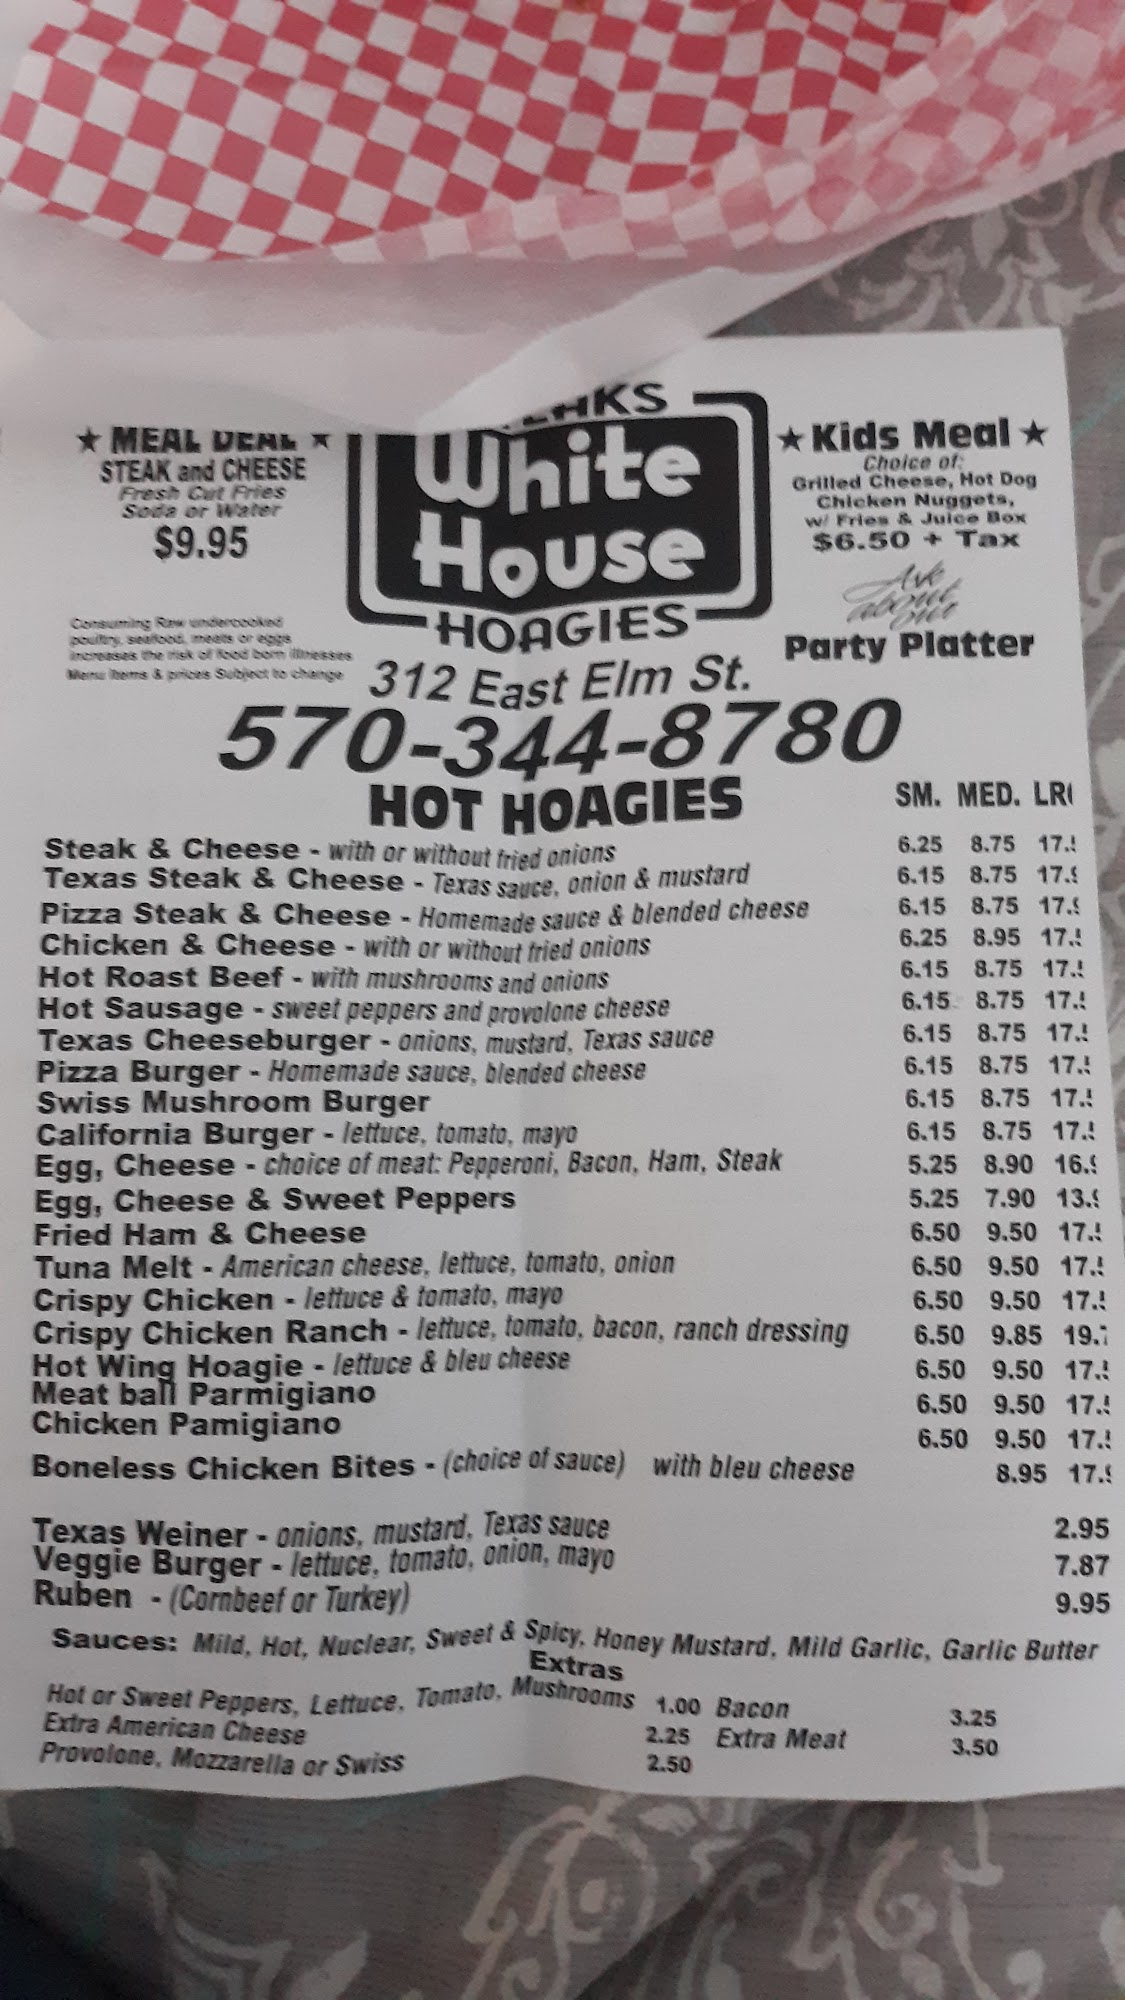 ★ MEAL DEAL ★
STEAK and CHEESE
Fresh Cut Fries
Soda or Water
$9.95
Consuming Raw undercooked
poultry, seafood, meats or eggs
increases the risk of food born illnesses
Menu Items & prices Subject to change
White
House
HOAGIES
★ Kids Meal ★
Choice of:
Grilled Cheese, Hot Dog
Chicken Nuggets,
w/ Fries & Juice Box
$6.50 + Tax
Ask
about
our
Party Platter
312 East Elm St.
570-344-8780
HOT HOAGIES SM. MED.
Steak & Cheese - with or without fried onions 6.25 8.75
Texas Steak & Cheese - Texas sauce, onion & mustard 6.15 8.75
Pizza Steak & Cheese - Homemade sauce & blended cheese 6.15 8.75
Chicken & Cheese - with or without fried onions 6.25 8.95
Hot Roast Beef - with mushrooms and onions 6.15 8.75
Hot Sausage - sweet peppers and provolone cheese 6.15 8.75
Texas Cheeseburger - onions, mustard, Texas sauce 6.15 8.75
Pizza Burger - Homemade sauce, blended cheese 6.15 8.75
Swiss Mushroom Burger 6.15 8.75
California Burger - lettuce, tomato, mayo 6.15 8.75
Egg, Cheese - choice of meat: Pepperoni, Bacon, Ham, Steak 5.25 8.90
Egg, Cheese & Sweet Peppers 5.25 7.90
Fried Ham & Cheese 6.50 9.50
Tuna Melt - American cheese, lettuce, tomato, onion 6.50 9.50
Crispy Chicken - lettuce & tomato, mayo 6.50 9.50
Crispy Chicken Ranch - lettuce, tomato, bacon, ranch dressing 6.50 9.85
Hot Wing Hoagie - lettuce & bleu cheese 6.50 9.50
Meat ball Parmigiano 6.50 9.50
Chicken Pamigiano 6.50 9.50
Boneless Chicken Bites - (choice of sauce) with bleu cheese 8.95
Texas Weiner - onions, mustard, Texas sauce 2.95
Veggie Burger - lettuce, tomato, onion, mayo 7.87
Ruben - (Cornbeef or Turkey) 9.95
Sauces: Mild, Hot, Nuclear, Sweet & Spicy, Honey Mustard, Mild Garlic, Garlic Butter
Extras
Hot or Sweet Peppers, Lettuce, Tomato, Mushrooms 1.00 Bacon 3.25
Extra American Cheese 2.25 Extra Meat 3.50
Provolone, Mozzarella or Swiss 2.50